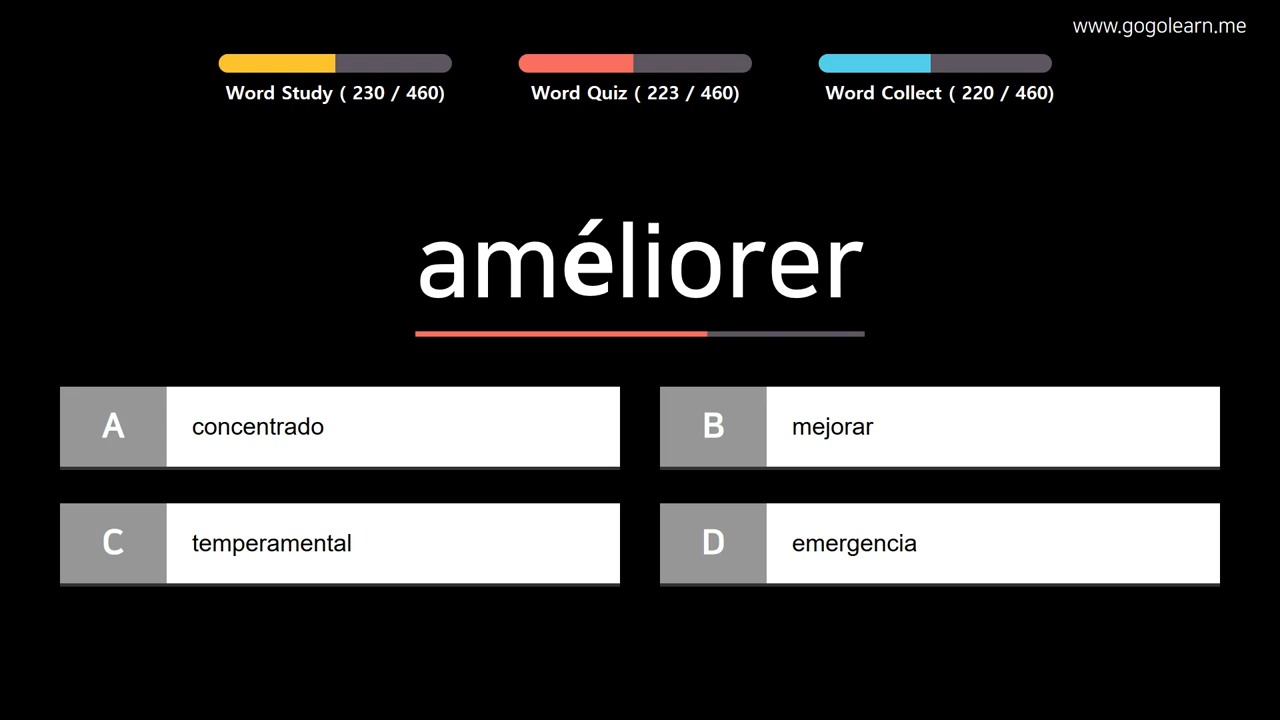 www.gogolearn.me
Word Study ( 230 / 460)
Word Quiz ( 223 / 460)
Word Collect ( 220 / 460)
améliorer
A concentrado
B mejorar
C temperamental
D emergencia